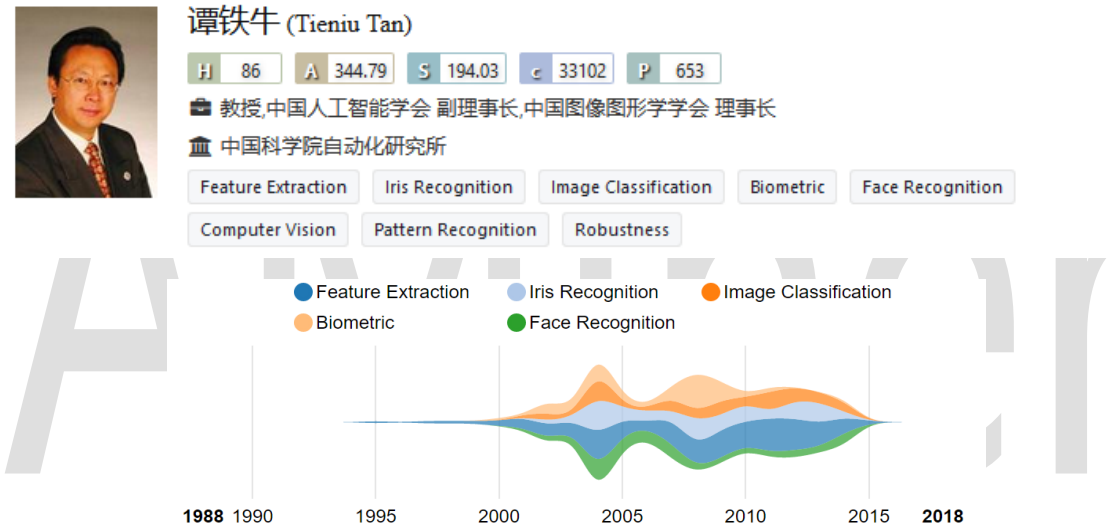 谭铁牛 (Tieniu Tan)
H 86 A 344.79 S 194.03 c 33102 P 653
教授,中国人工智能学会 副理事长,中国图像图形学学会 理事长
中国科学院自动化研究所
Feature Extraction Iris Recognition Image Classification Biometric Face Recognition
Computer Vision Pattern Recognition Robustness
Feature Extraction Iris Recognition Image Classification
Biometric Face Recognition
1988 1990 1995 2000 2005 2010 2015 2018